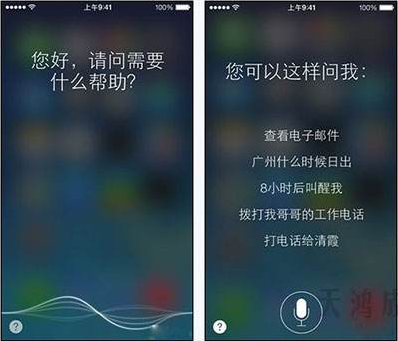 上午9:41
100%
您好，请问需要
什么帮助？
?
上午9:41
100%
您可以这样问我：
查看电子邮件
广州什么时候日出
8小时后叫醒我
拨打我哥哥的工作电话
打电话给清霞
?
天鸿